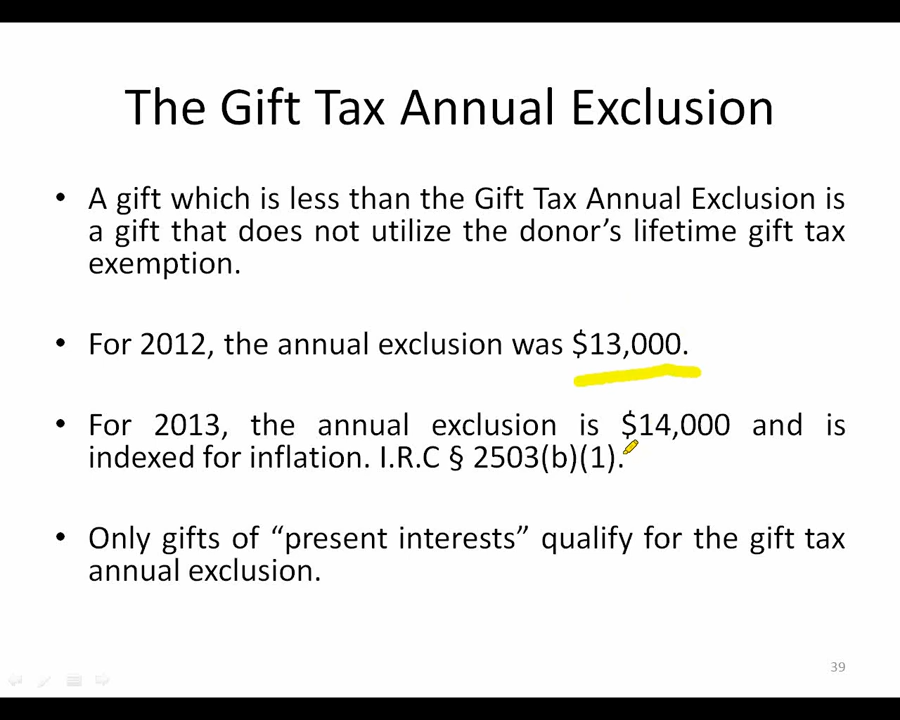 The Gift Tax Annual Exclusion
• A gift which is less than the Gift Tax Annual Exclusion is
a gift that does not utilize the donor’s lifetime gift tax
exemption.
• For 2012, the annual exclusion was $13,000.
• For 2013, the annual exclusion is $14,000 and is
indexed for inflation. I.R.C § 2503(b)(1).
• Only gifts of “present interests” qualify for the gift tax
annual exclusion.
39